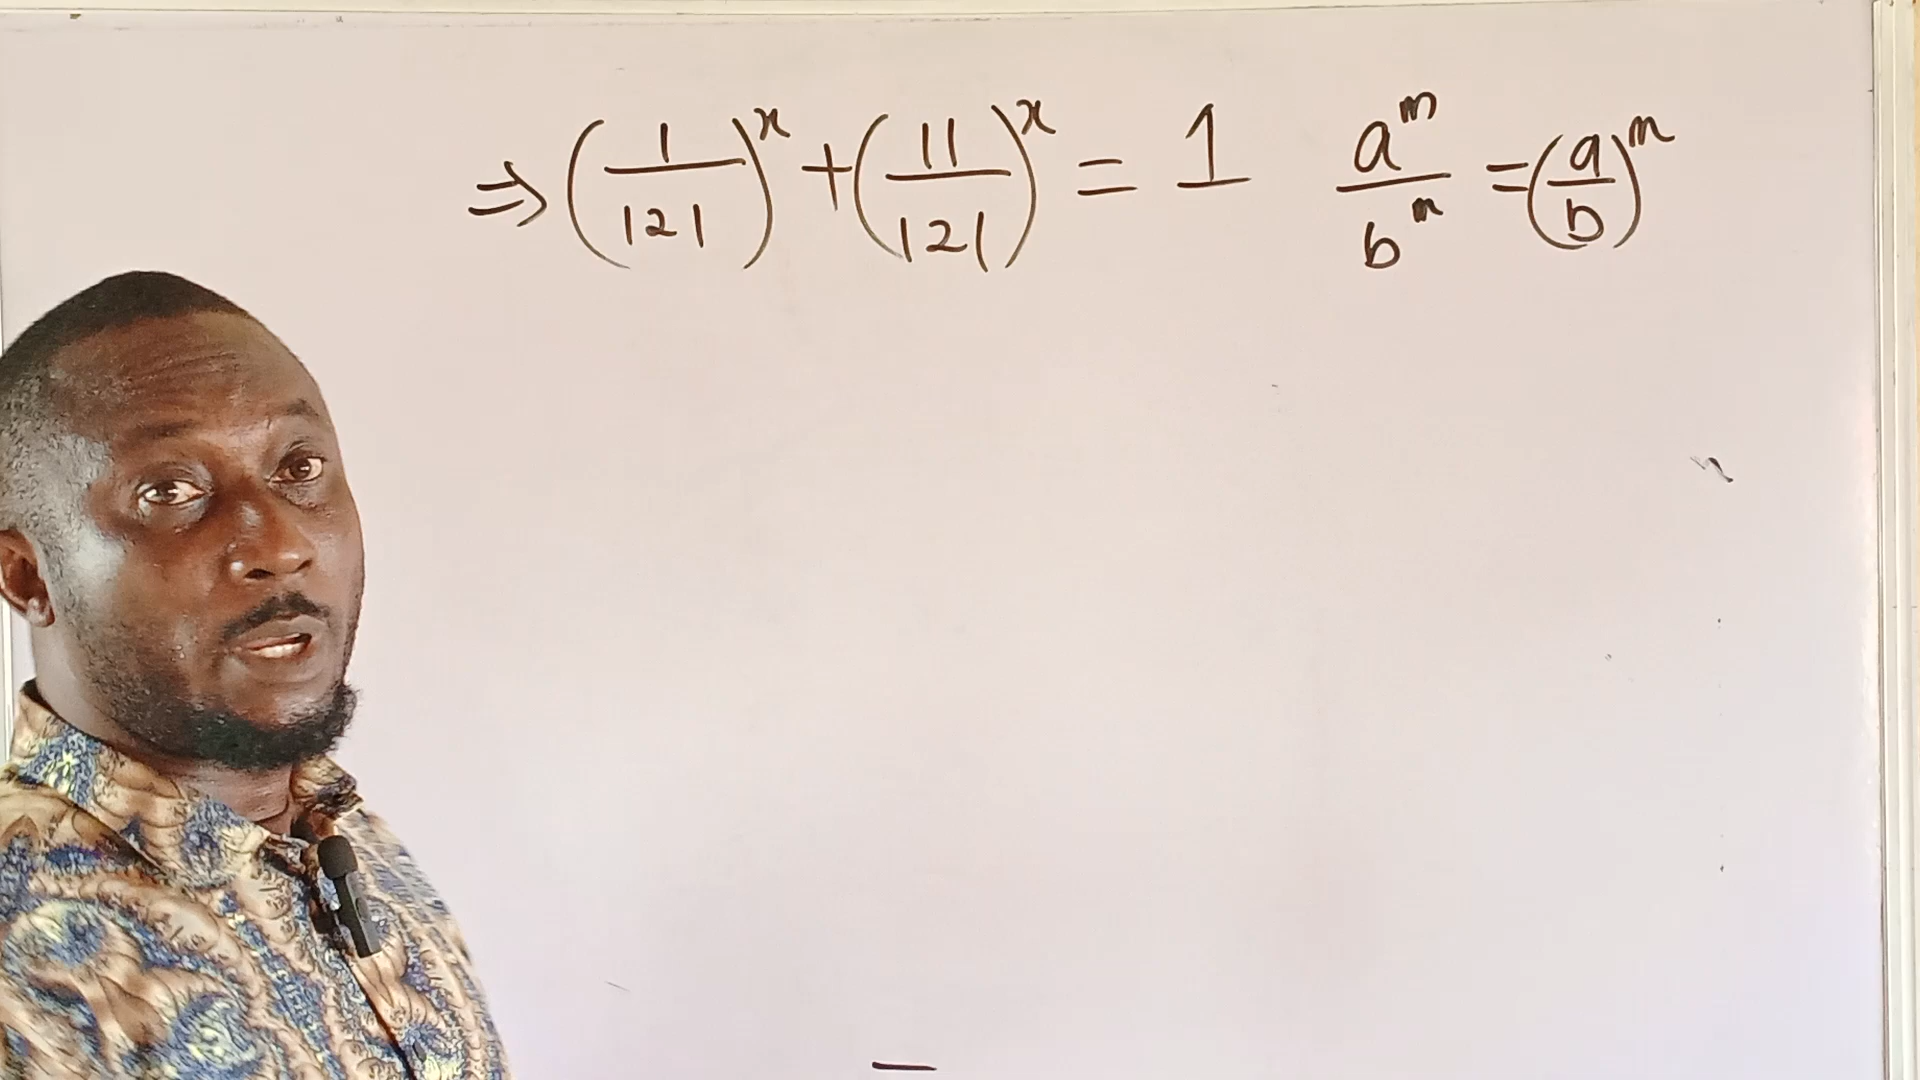 ⇒ (1/121)^x + (11/121)^x = 1   a^m/b^m = (a/b)^m